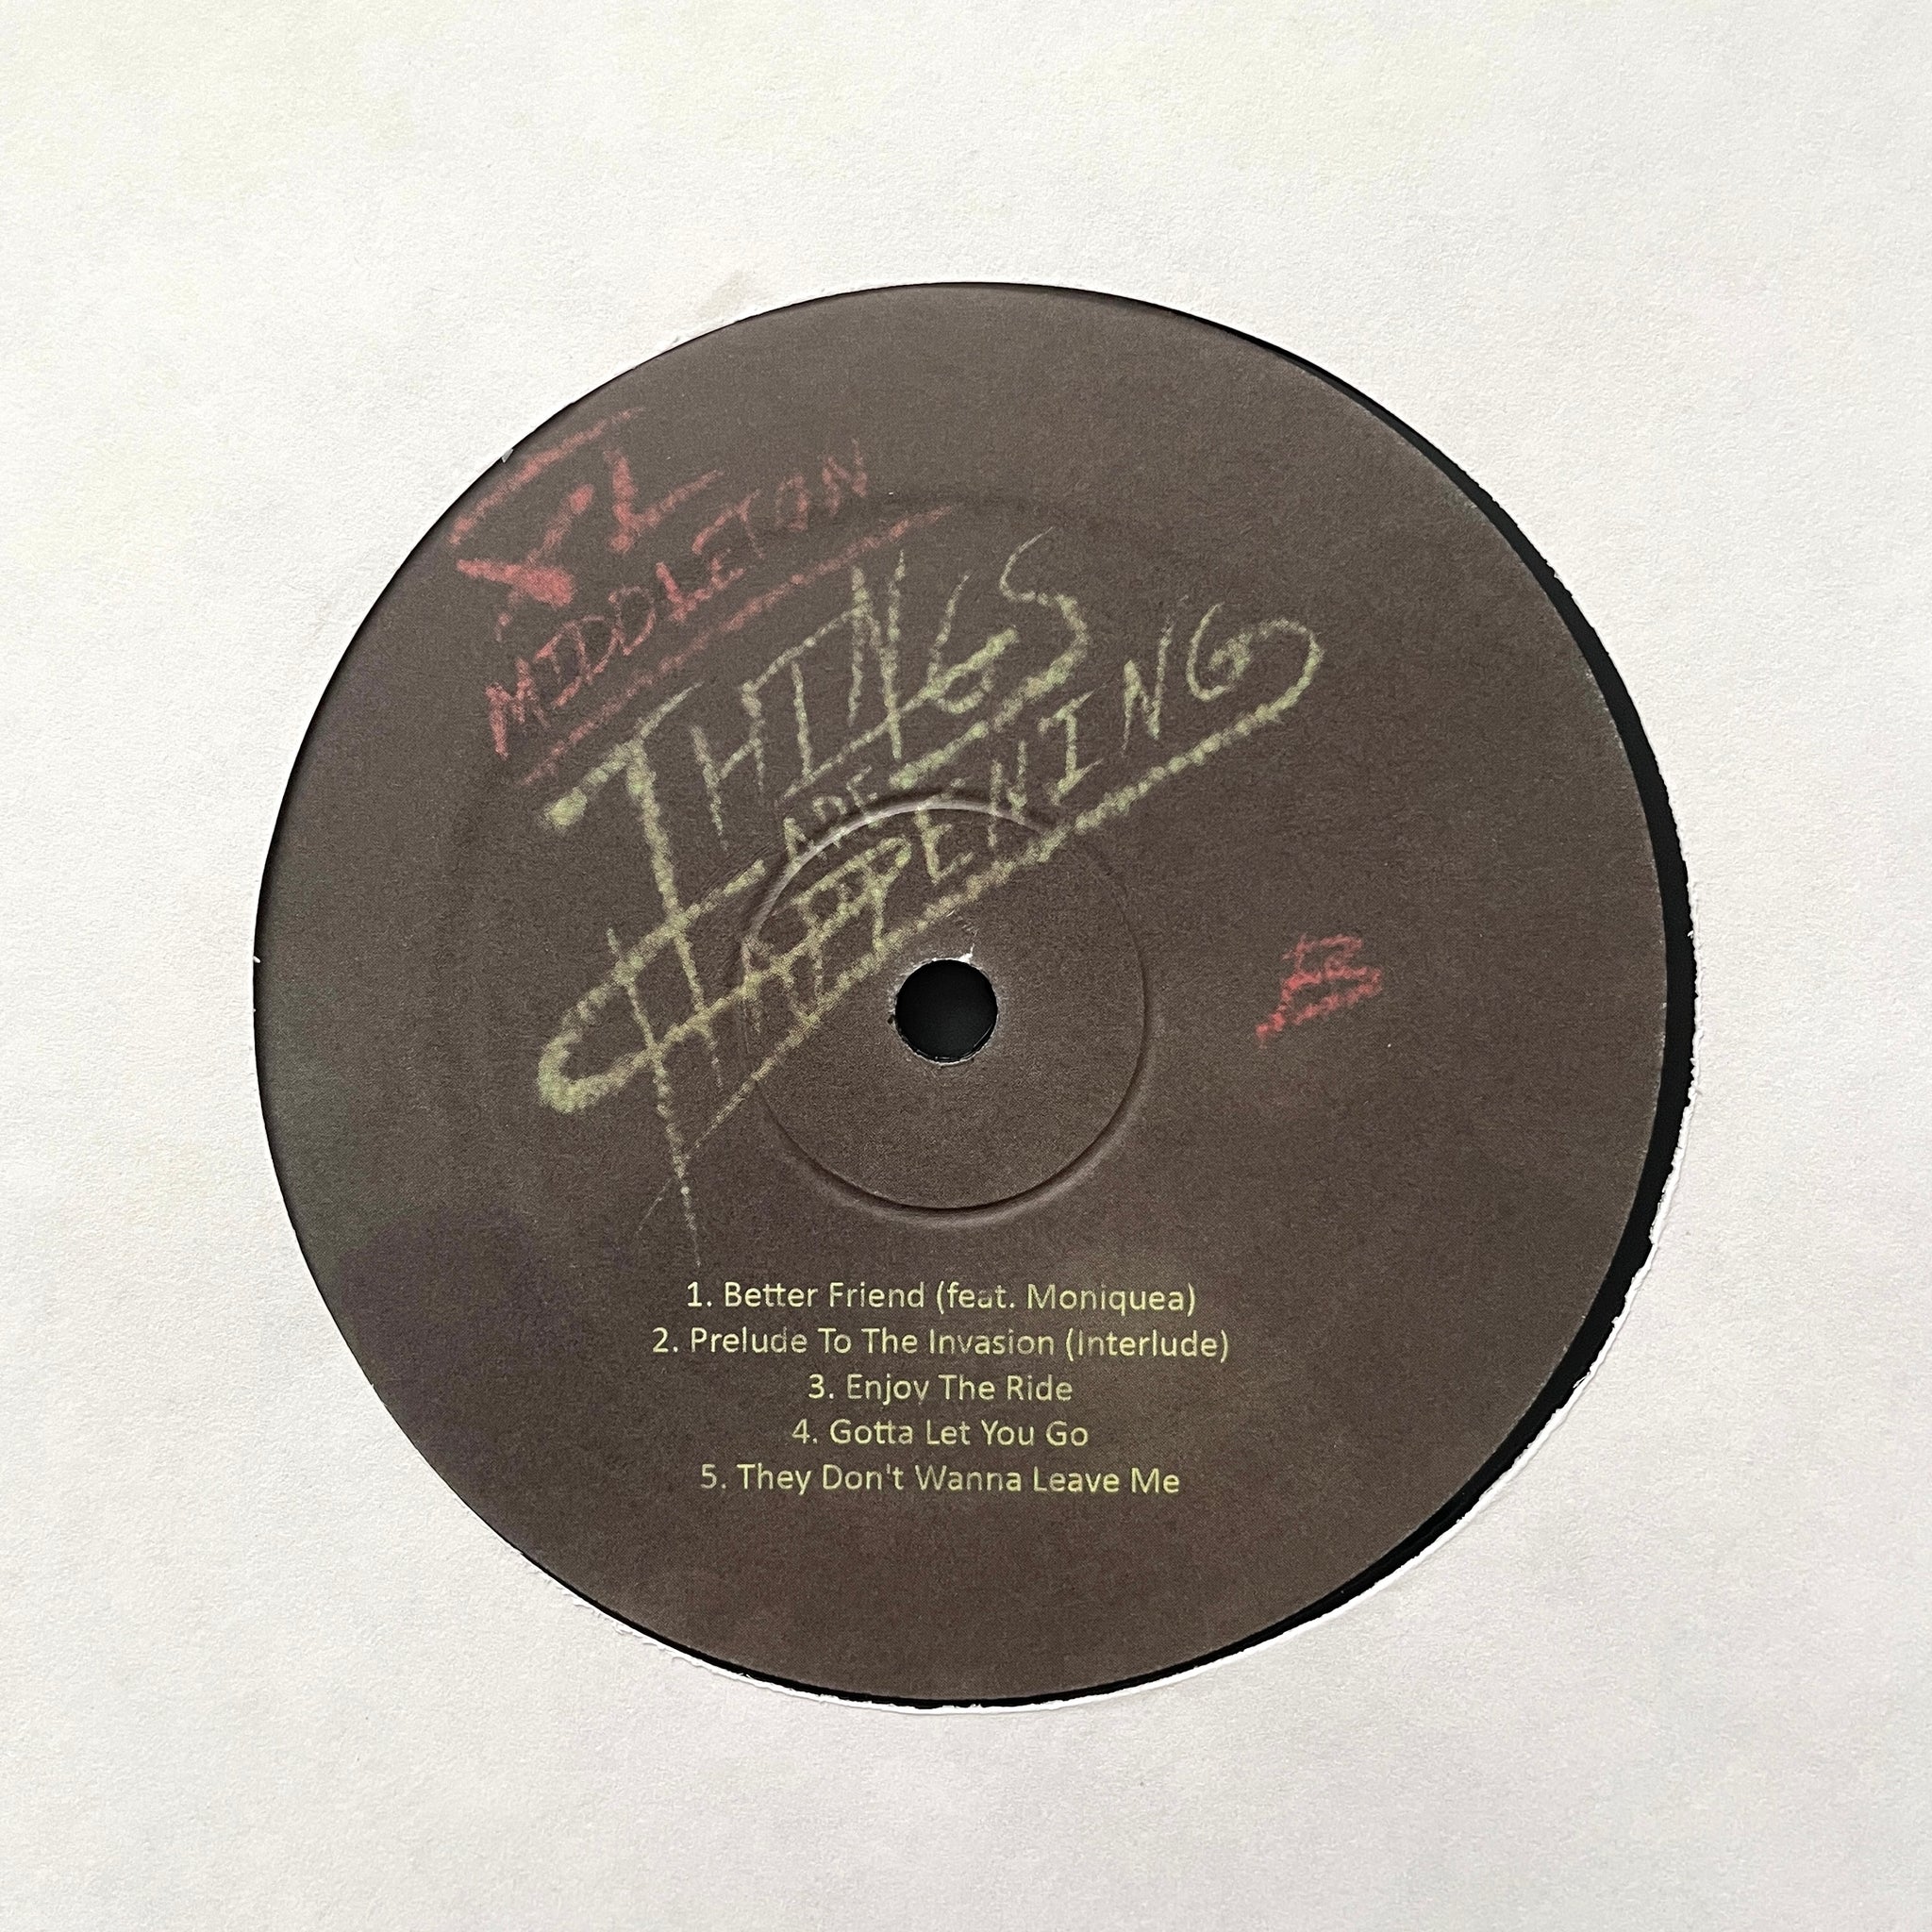 XL
MIDDLETON
THINGS
ARE
HAPPENING
1. Better Friend (feat. Moniquea)
2. Prelude To The Invasion (Interlude)
3. Enjoy The Ride
4. Gotta Let You Go
5. They Don't Wanna Leave Me